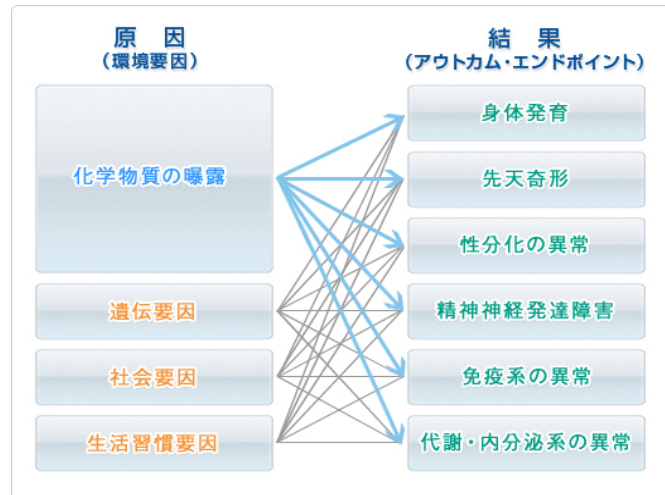 原 因
（環境要因）
化学物質の曝露
遺伝要因
社会要因
生活習慣要因
結 果
（アウトカム・エンドポイント）
身体発育
先天奇形
性分化の異常
精神神経発達障害
免疫系の異常
代謝・内分泌系の異常